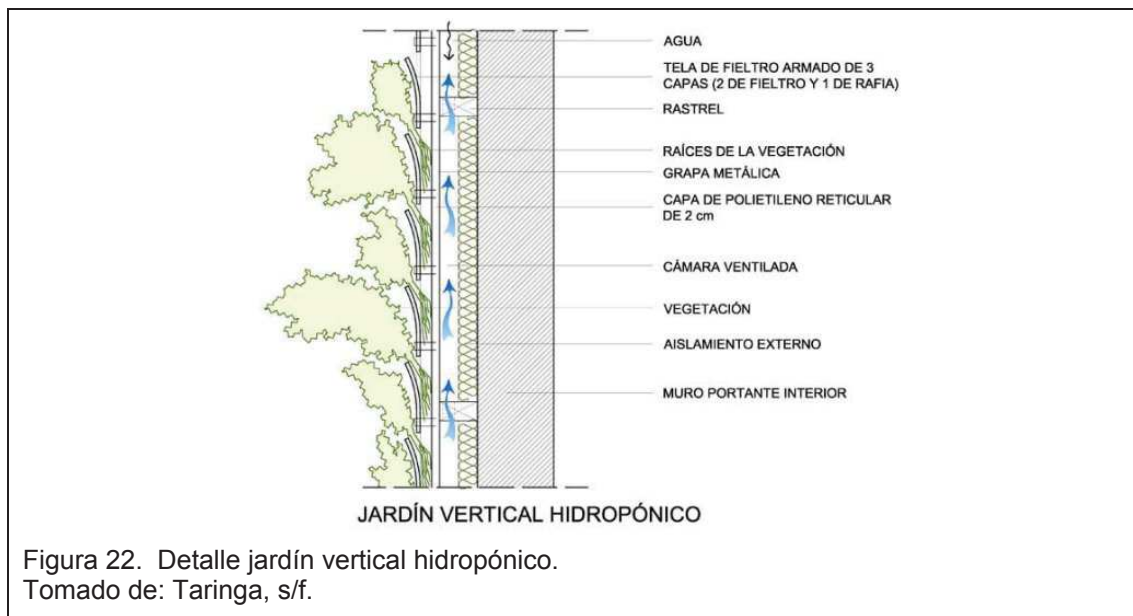 AGUA
TELA DE FIELTRO ARMADO DE 3
CAPAS (2 DE FIELTRO Y 1 DE RAFIA)
RASTREL
RAÍCES DE LA VEGETACIÓN
GRAPA METÁLICA
CAPA DE POLIETILENO RETICULAR
DE 2 cm
CÁMARA VENTILADA
VEGETACIÓN
AISLAMIENTO EXTERNO
MURO PORTANTE INTERIOR
JARDÍN VERTICAL HIDROPÓNICO
Figura 22. Detalle jardín vertical hidropónico.
Tomado de: Taringa, s/f.